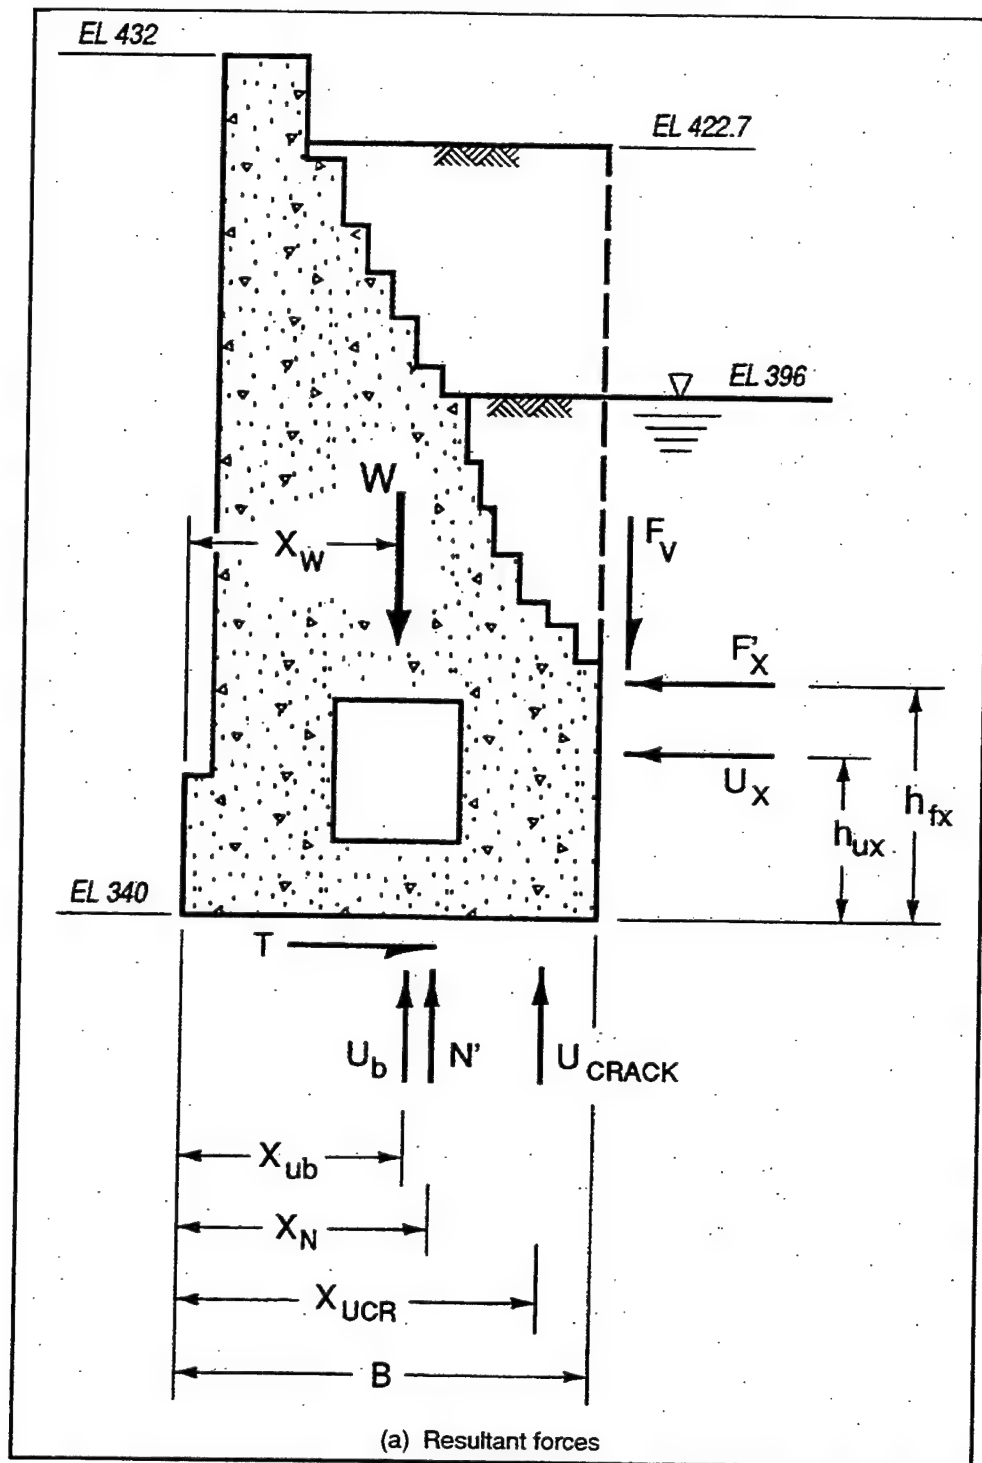 EL 432
EL 422.7
EL 396
W
X_W
F_V
F'_X
U_X
h_fx
h_ux
EL 340
T
U_b
N'
U_CRACK
X_ub
X_N
X_UCR
B
(a) Resultant forces